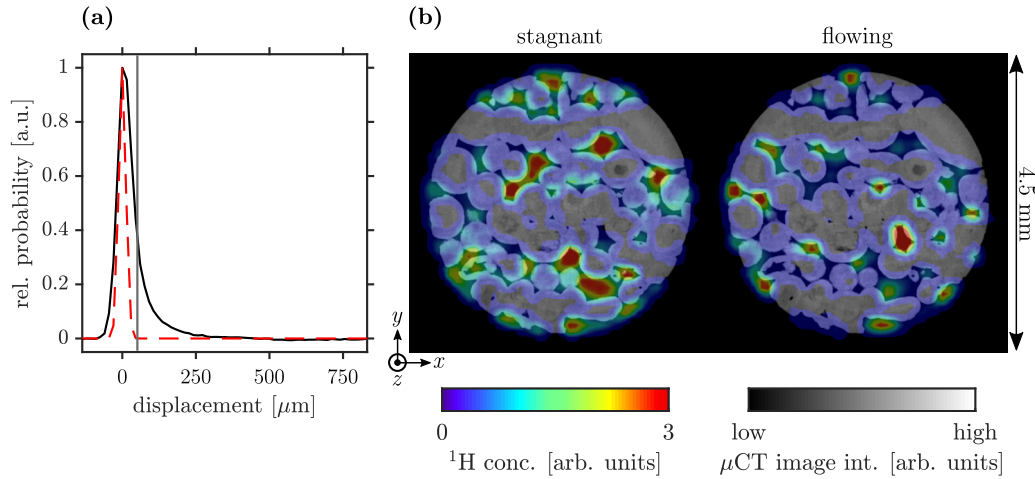 (a)
rel. probability [a.u.]
1
0.8
0.6
0.4
0.2
0
0 250 500 750
displacement [μm]
(b)
stagnant flowing
4.5 mm
y
x
z
0 3
¹H conc. [arb. units]
low high
μCT image int. [arb. units]